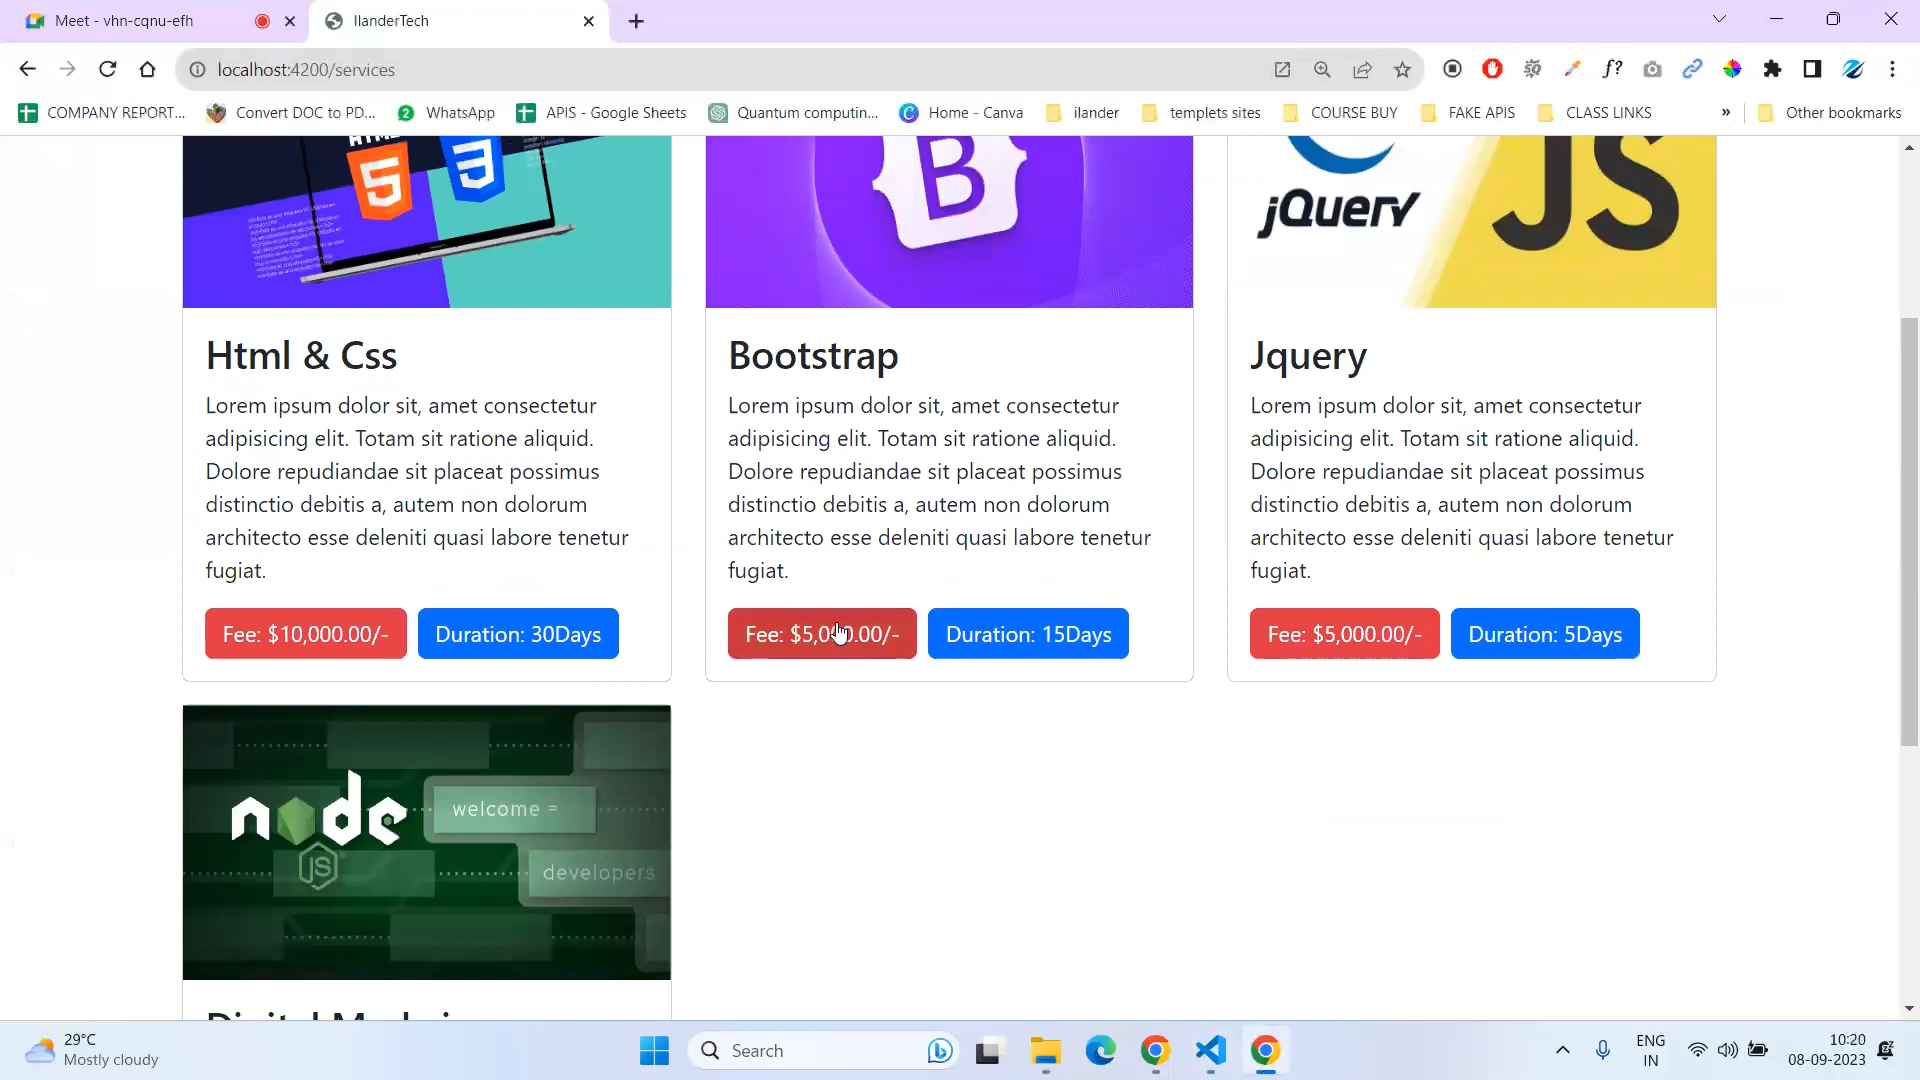 Meet - vhn-cqnu-efh
IlanderTech
localhost:4200/services
COMPANY REPORT...
Convert DOC to PD...
WhatsApp
APIS - Google Sheets
Quantum computin...
Home - Canva
ilander
templets sites
COURSE BUY
FAKE APIS
CLASS LINKS
»
Other bookmarks
5
3
B
jQuery
JS
Html & Css
Lorem ipsum dolor sit, amet consectetur
adipisicing elit. Totam sit ratione aliquid.
Dolore repudiandae sit placeat possimus
distinctio debitis a, autem non dolorum
architecto esse deleniti quasi labore tenetur
fugiat.
Fee: $10,000.00/-
Duration: 30Days
Bootstrap
Lorem ipsum dolor sit, amet consectetur
adipisicing elit. Totam sit ratione aliquid.
Dolore repudiandae sit placeat possimus
distinctio debitis a, autem non dolorum
architecto esse deleniti quasi labore tenetur
fugiat.
Fee: $5,000.00/-
Duration: 15Days
Jquery
Lorem ipsum dolor sit, amet consectetur
adipisicing elit. Totam sit ratione aliquid.
Dolore repudiandae sit placeat possimus
distinctio debitis a, autem non dolorum
architecto esse deleniti quasi labore tenetur
fugiat.
Fee: $5,000.00/-
Duration: 5Days
node
JS
welcome =
developers
29°C
Mostly cloudy
Search
ENG
IN
10:20
08-09-2023